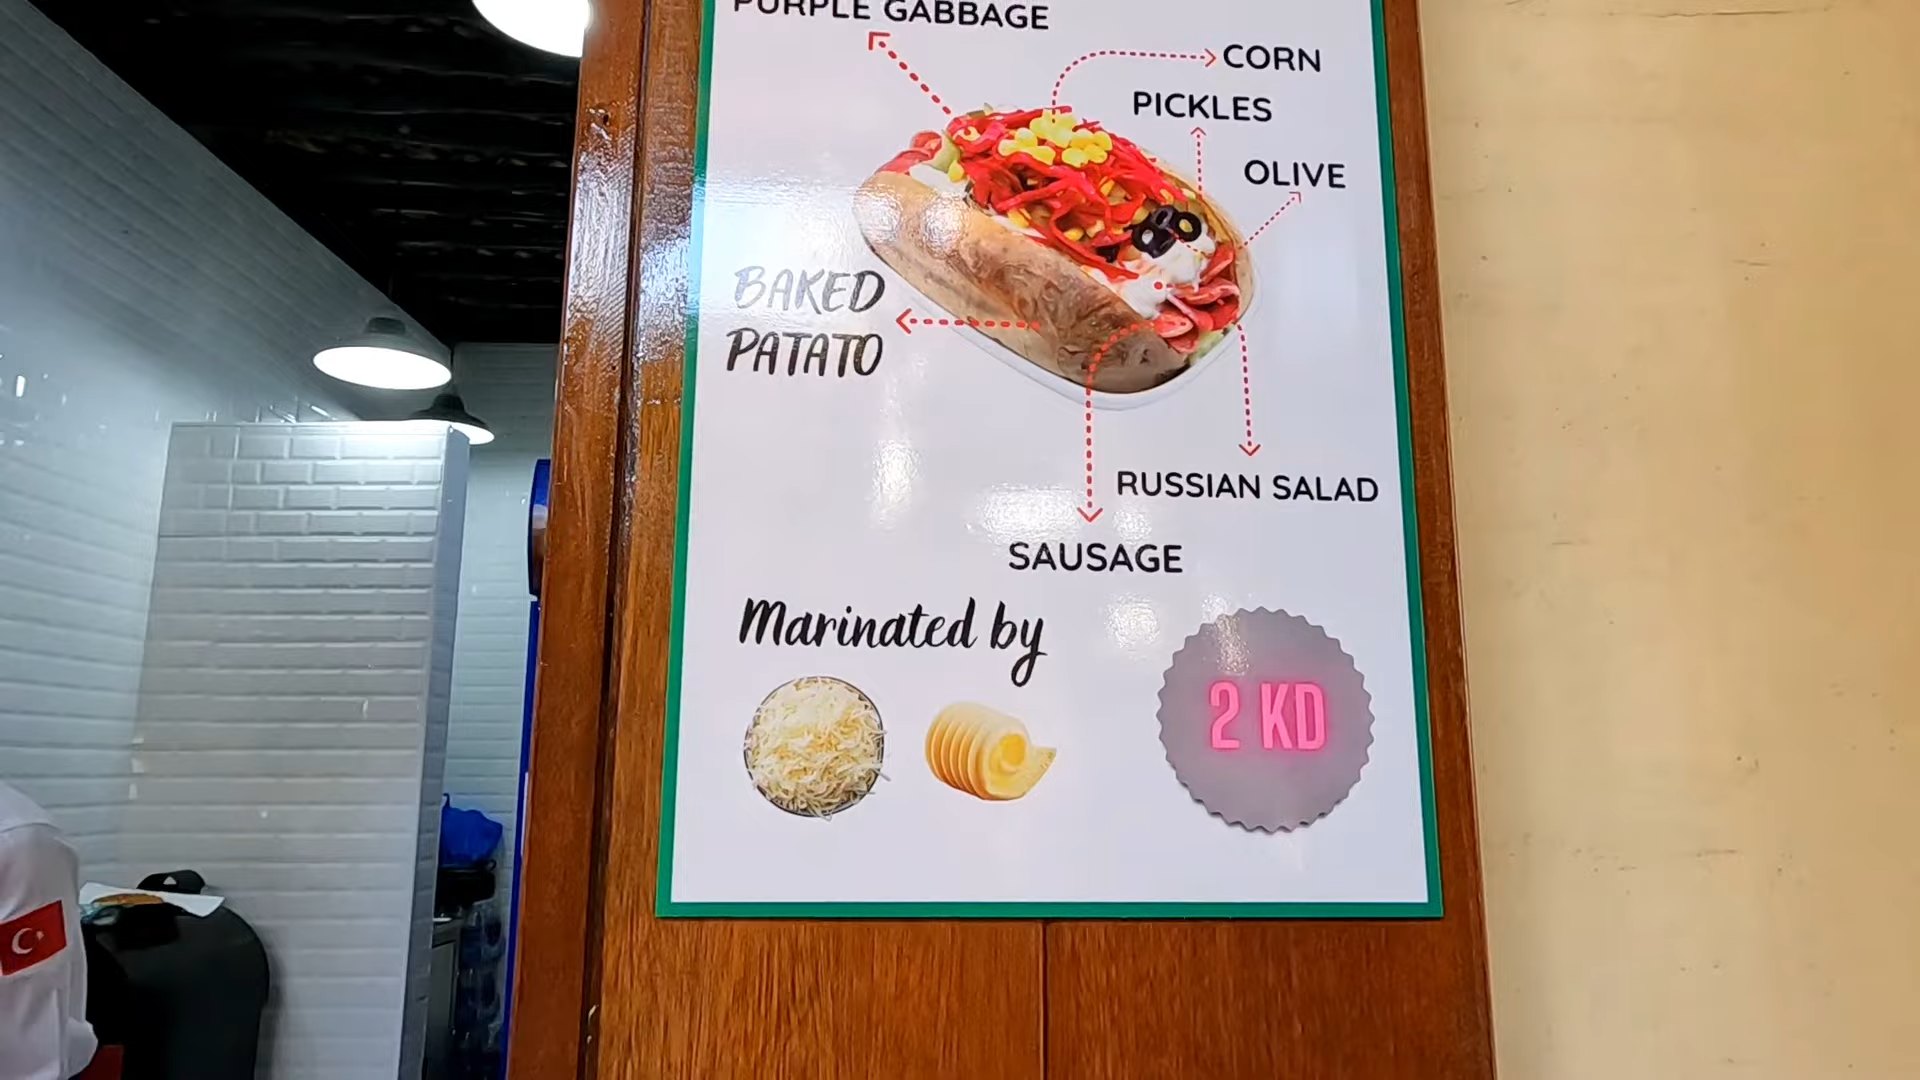 PURPLE GABBAGE
CORN
PICKLES
OLIVE
BAKED
PATATO
RUSSIAN SALAD
SAUSAGE
Marinated by
2 KD